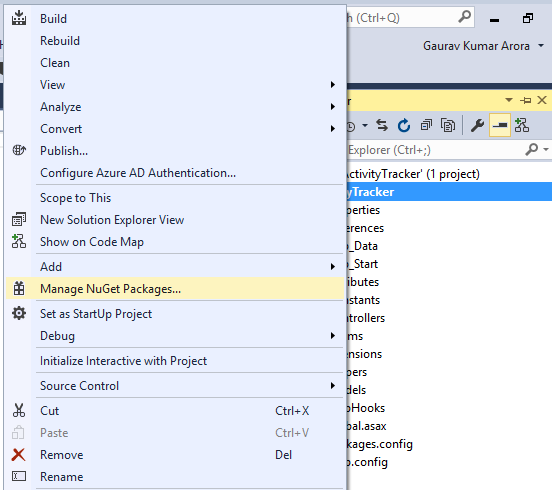 Build
Rebuild
Clean
View
Analyze
Convert
Publish...
Configure Azure AD Authentication...
Scope to This
New Solution Explorer View
Show on Code Map
Add
Manage NuGet Packages...
Set as StartUp Project
Debug
Initialize Interactive with Project
Source Control
Cut Ctrl+X
Paste Ctrl+V
Remove Del
Rename
(Ctrl+Q)
Gaurav Kumar Arora
Explorer (Ctrl+;)
ActivityTracker' (1 project)
yTracker
perties
erences
_Data
_Start
ributes
nstants
ntrollers
ms
ensions
pers
dels
oHooks
bal.asax
kages.config
b.config